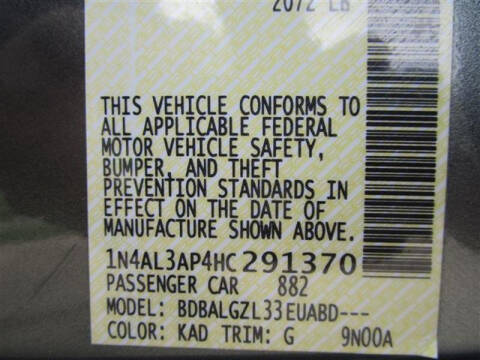 2072 LB
THIS VEHICLE CONFORMS TO
ALL APPLICABLE FEDERAL
MOTOR VEHICLE SAFETY,
BUMPER, AND THEFT
PREVENTION STANDARDS IN
EFFECT ON THE DATE OF
MANUFACTURE SHOWN ABOVE.
1N4AL3AP4HC291370
PASSENGER CAR 882
MODEL: BDBALGZL33EUABD---
COLOR: KAD TRIM: G 9N00A